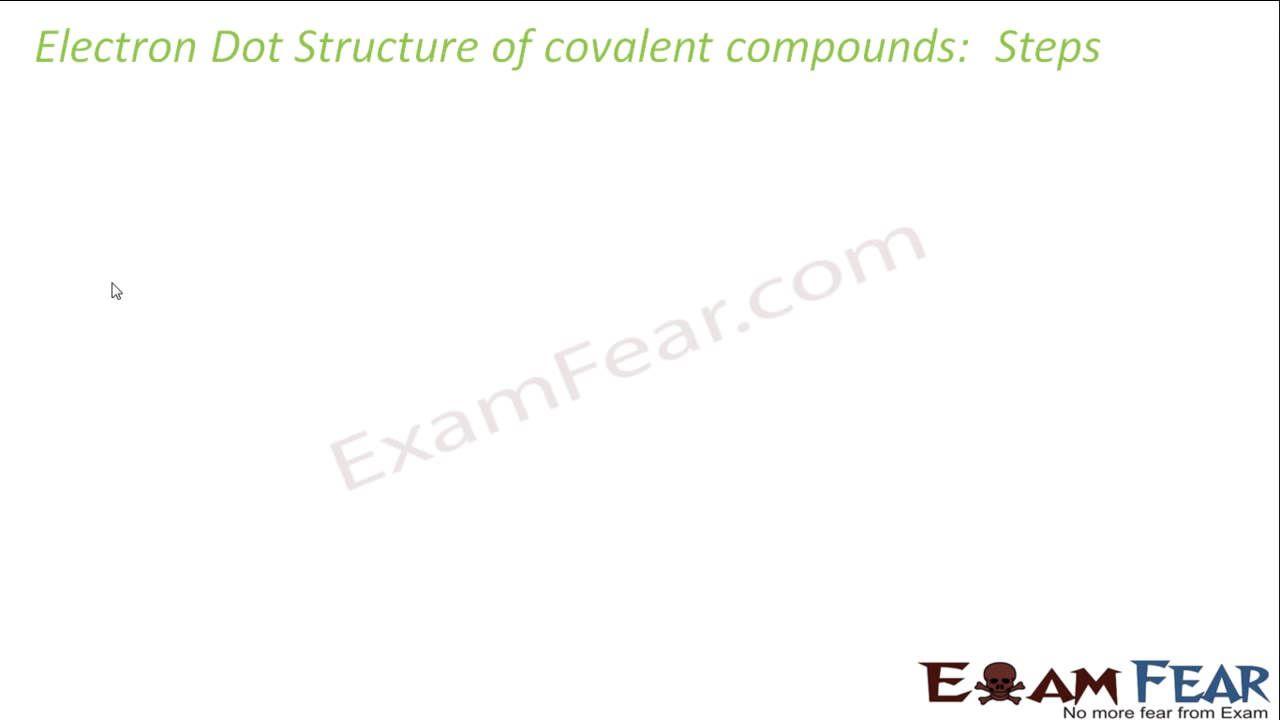 Electron Dot Structure of covalent compounds: Steps
ExamFear.com
EXAM FEAR
No more fear from Exam